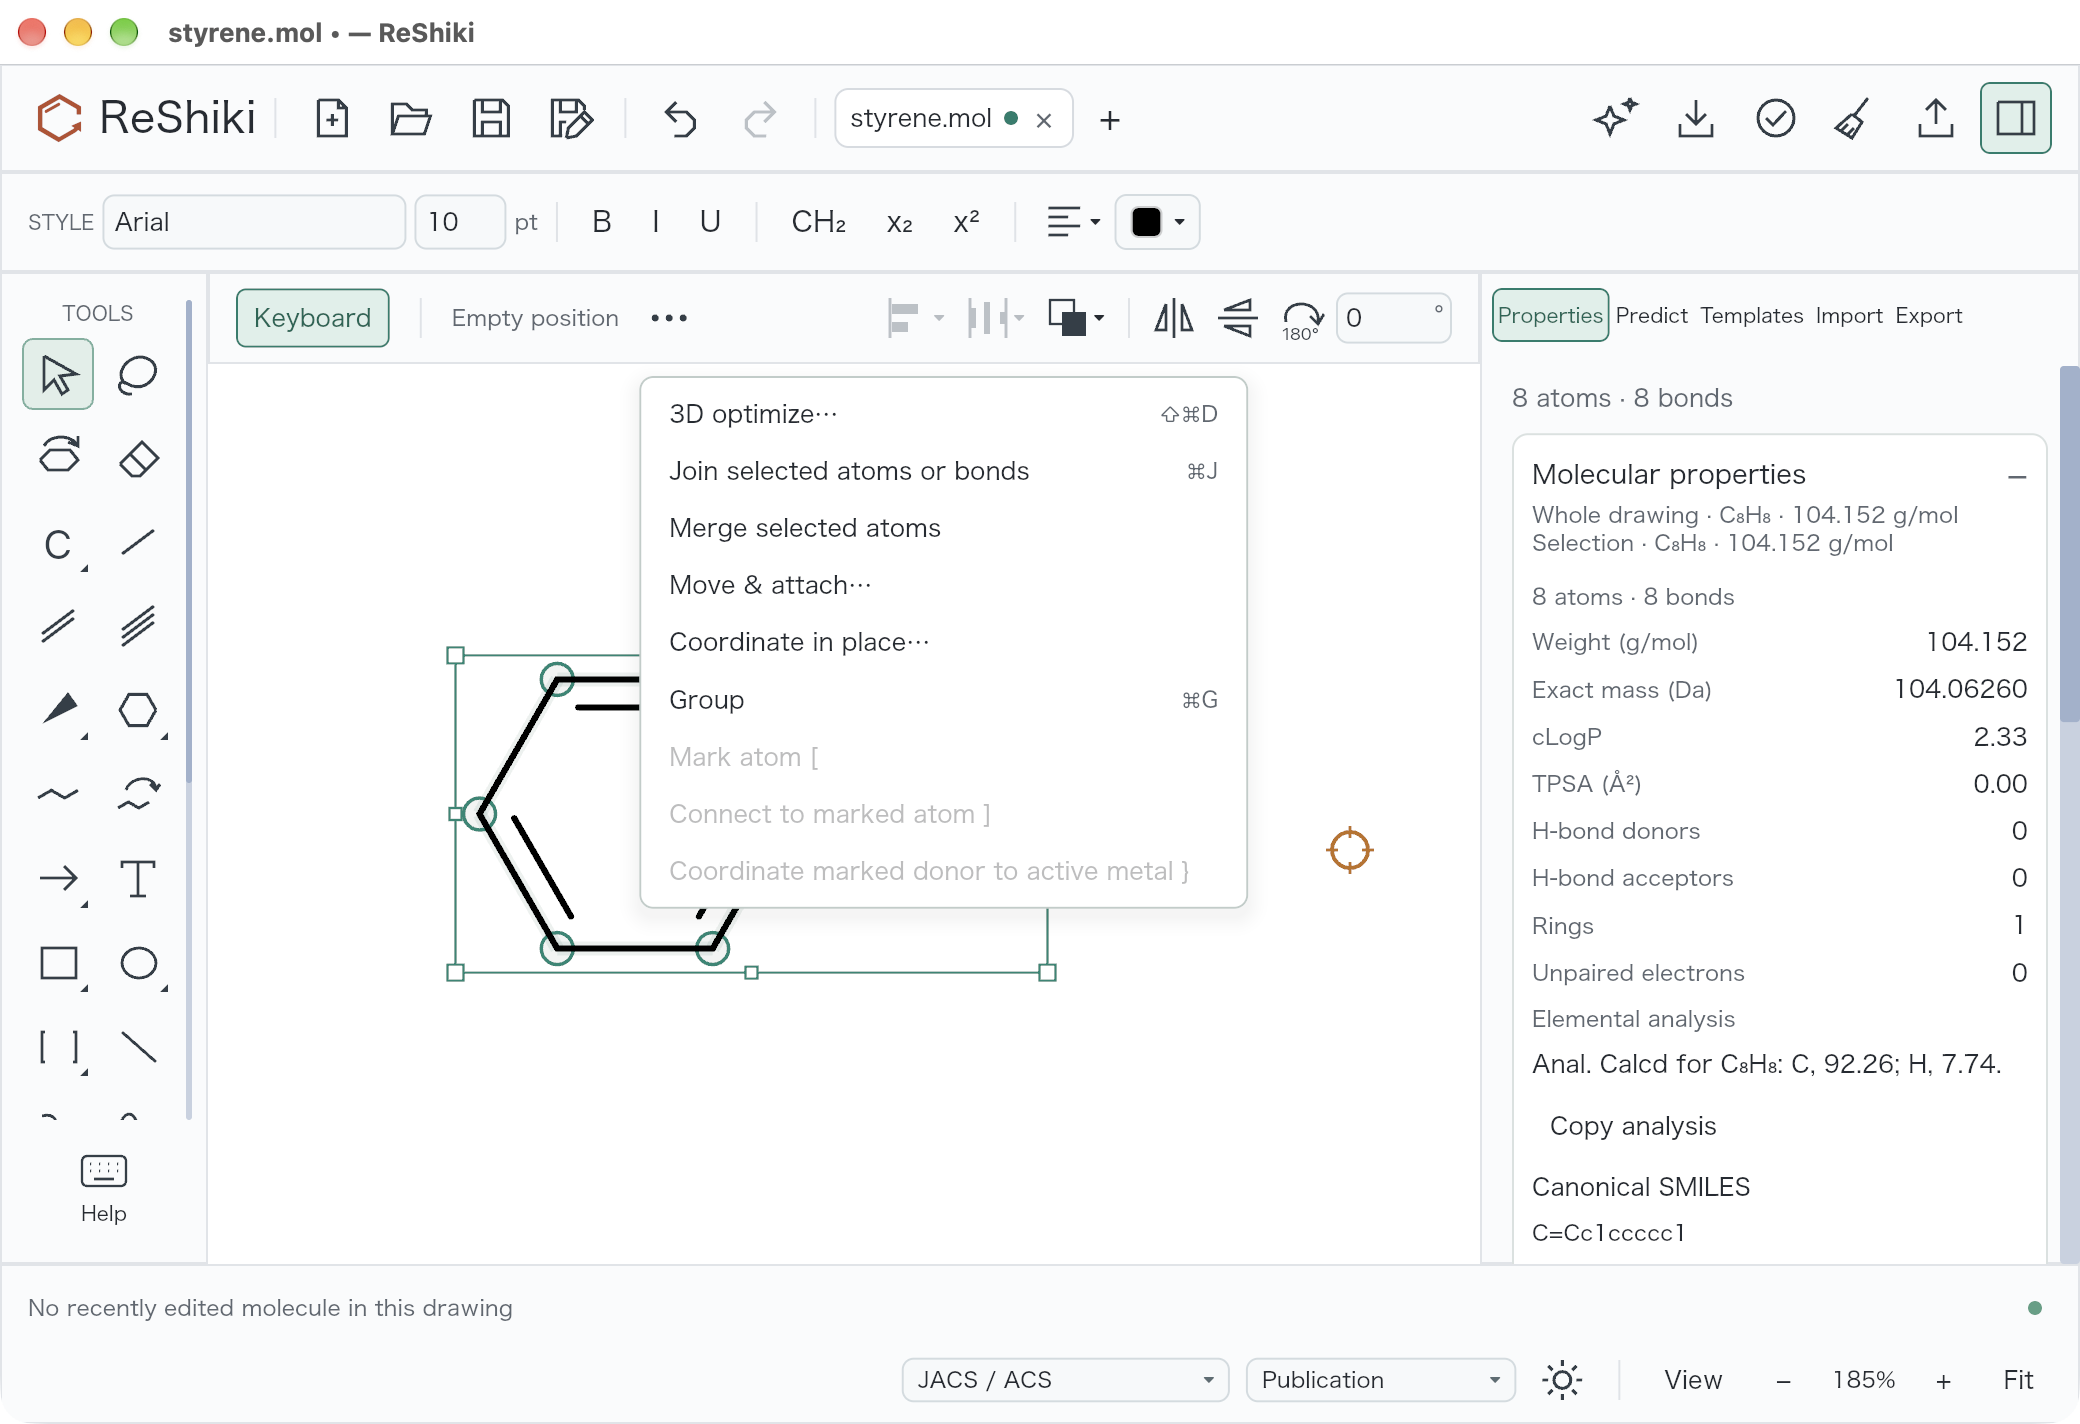 styrene.mol • — ReShiki
ReShiki
styrene.mol ● ×
+
STYLE Arial 10 pt B I U CH₂ x₂ x²
TOOLS
Keyboard Empty position ••• 180° 0 °
Properties Predict Templates Import Export
C
T
[ ]
Help
3D optimize… ⇧⌘D
Join selected atoms or bonds ⌘J
Merge selected atoms
Move & attach…
Coordinate in place…
Group ⌘G
Mark atom [
Connect to marked atom ]
Coordinate marked donor to active metal }
8 atoms · 8 bonds
Molecular properties −
Whole drawing · C₈H₈ · 104.152 g/mol
Selection · C₈H₈ · 104.152 g/mol
8 atoms · 8 bonds
Weight (g/mol) 104.152
Exact mass (Da) 104.06260
cLogP 2.33
TPSA (Å²) 0.00
H-bond donors 0
H-bond acceptors 0
Rings 1
Unpaired electrons 0
Elemental analysis
Anal. Calcd for C₈H₈: C, 92.26; H, 7.74.
Copy analysis
Canonical SMILES
C=Cc1ccccc1
No recently edited molecule in this drawing
JACS / ACS Publication View − 185% + Fit